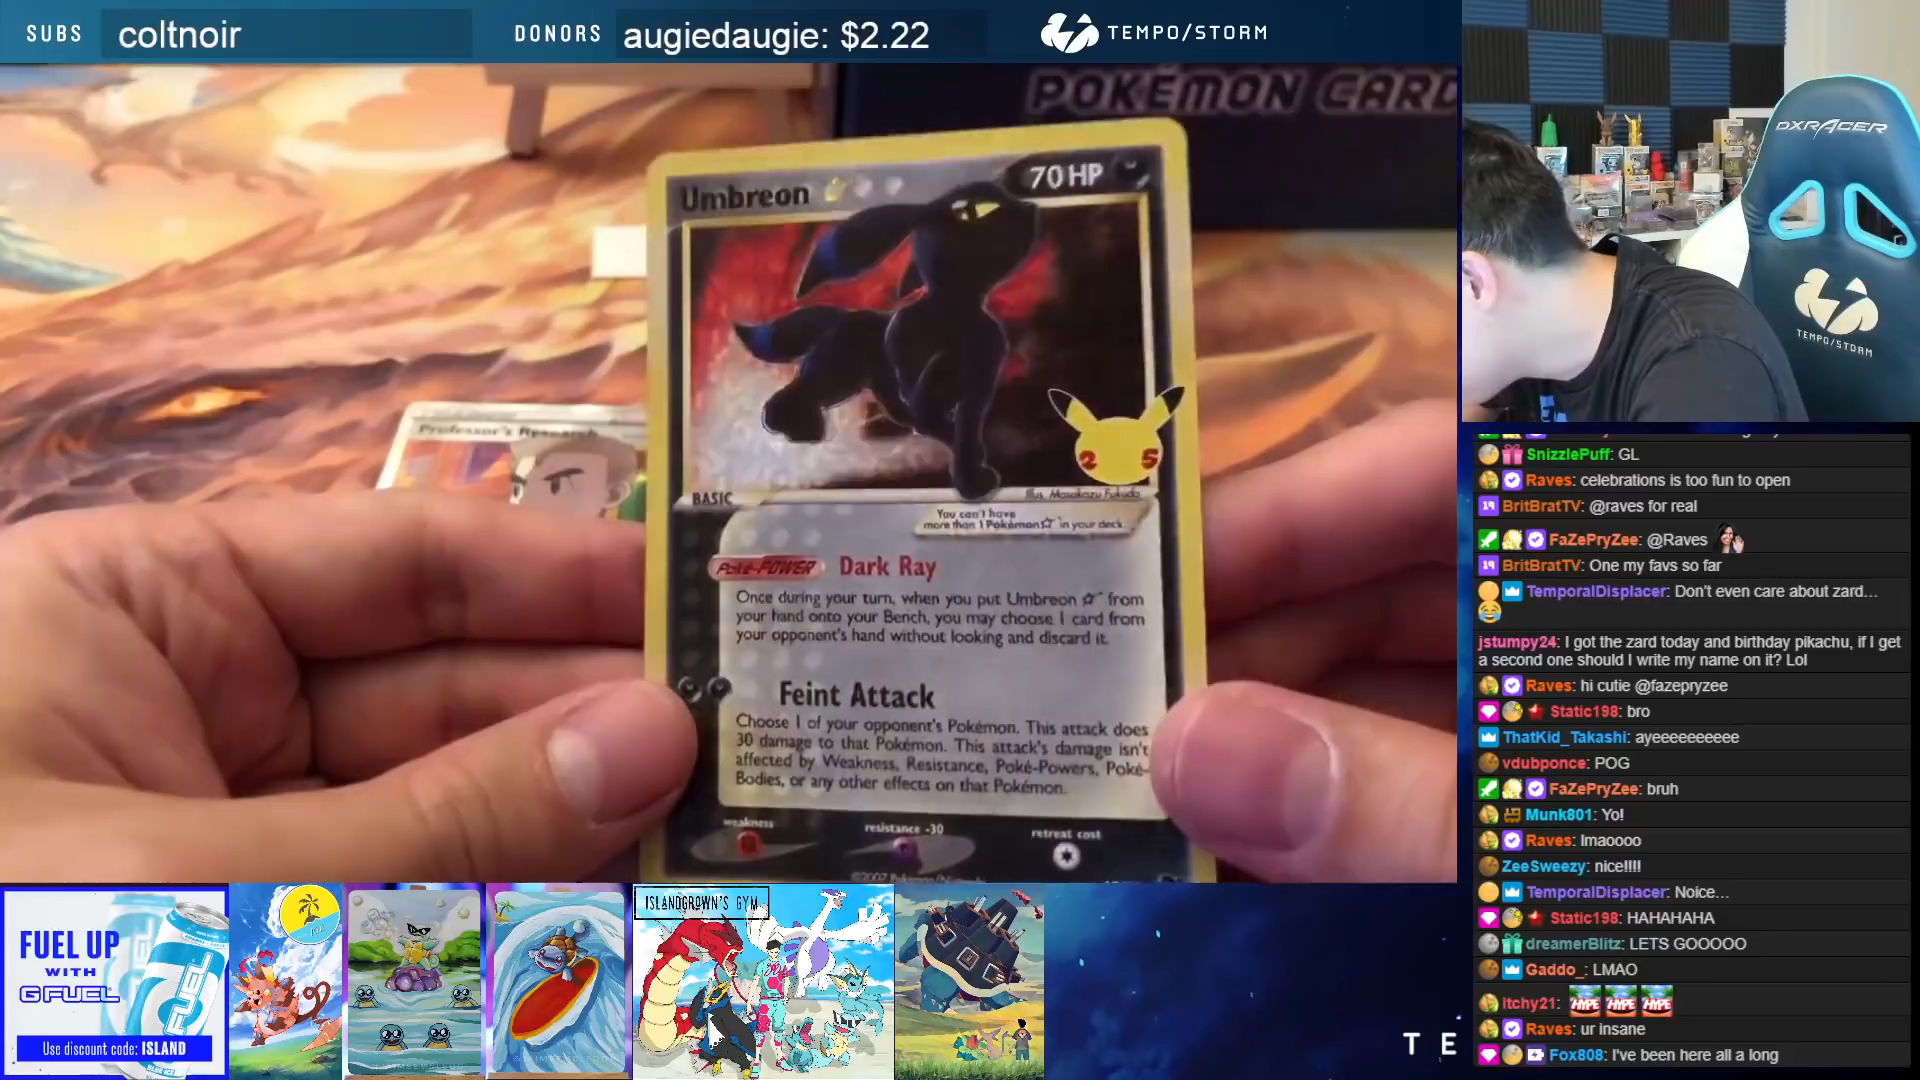 SUBS coltnoir DONORS augiedaugie: $2.22 TEMPO/STORM
POKÉMON CARD
DXRACER
TEMPO/STORM
Professor's Research
Umbreon 70 HP
25
BASIC
Illus. Masakazu Fukuda
You can't have
more than 1 Pokémon☆ in your deck.
Poké-POWER Dark Ray
Once during your turn, when you put Umbreon ☆ from
your hand onto your Bench, you may choose 1 card from
your opponent's hand without looking and discard it.
Feint Attack
Choose 1 of your opponent's Pokémon. This attack does
30 damage to that Pokémon. This attack's damage isn't
affected by Weakness, Resistance, Poké-Powers, Poké-
Bodies, or any other effects on that Pokémon.
weakness resistance -30 retreat cost
SnizzlePuff: GL
Raves: celebrations is too fun to open
19 BritBratTV: @raves for real
FaZePryZee: @Raves
19 BritBratTV: One my favs so far
TemporalDisplacer: Don't even care about zard...
jstumpy24: I got the zard today and birthday pikachu, if I get
a second one should I write my name on it? Lol
Raves: hi cutie @fazepryzee
Static198: bro
ThatKid_Takashi: ayeeeeeeeeee
vdubponce: POG
FaZePryZee: bruh
Munk801: Yo!
Raves: lmaoooo
ZeeSweezy: nice!!!!
TemporalDisplacer: Noice...
Static198: HAHAHAHA
dreamerBlitz: LETS GOOOOO
Gaddo_: LMAO
Itchy21: HYPE HYPE HYPE
Raves: ur insane
Fox808: I've been here all a long
FUEL UP
WITH
GFUEL
Use discount code: ISLAND
ISLANDGROWN'S GYM
T E